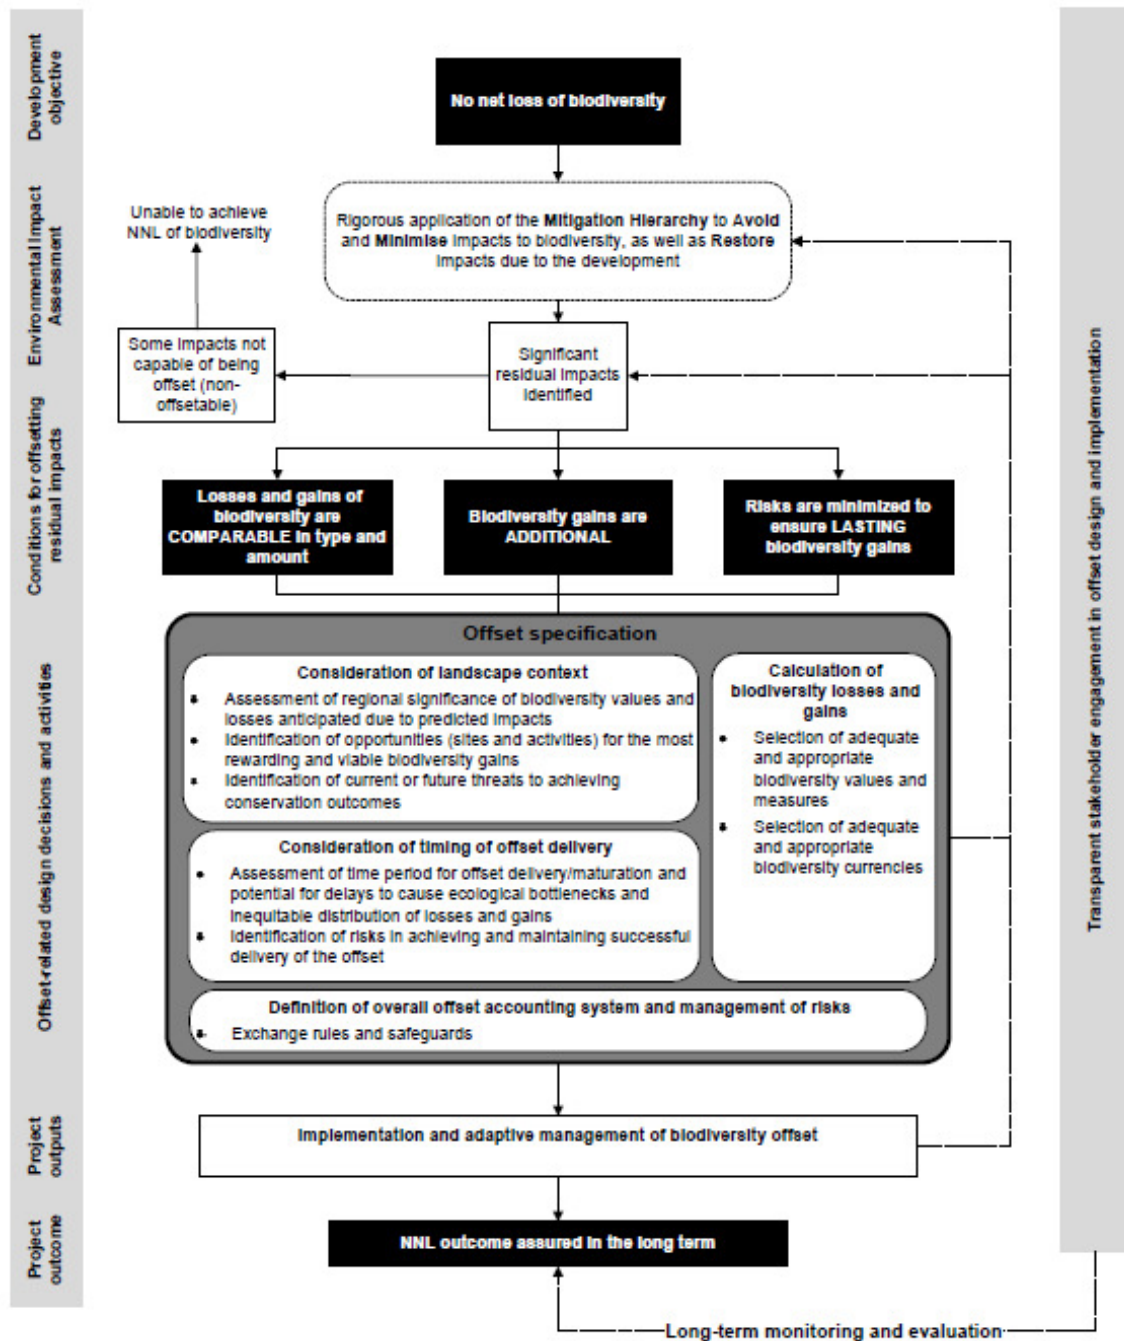 Development
objective
No net loss of biodiversity
Environmental Impact
Assessment
Rigorous application of the Mitigation Hierarchy to Avoid
and Minimise impacts to biodiversity, as well as Restore
impacts due to the development
Unable to achieve
NNL of biodiversity
Some impacts not
capable of being
offset (non-
offsetable)
Significant
residual impacts
identified
Conditions for offsetting
residual impacts
Losses and gains of
biodiversity are
COMPARABLE in type and
amount
Biodiversity gains are
ADDITIONAL
Risks are minimized to
ensure LASTING
biodiversity gains
Offset-related design decisions and activities
Offset specification
Consideration of landscape context
Assessment of regional significance of biodiversity values and
losses anticipated due to predicted impacts
Identification of opportunities (sites and activities) for the most
rewarding and viable biodiversity gains
Identification of current or future threats to achieving
conservation outcomes
Calculation of
biodiversity losses and
gains
Selection of adequate
and appropriate
biodiversity values and
measures
Selection of adequate
and appropriate
biodiversity currencies
Consideration of timing of offset delivery
Assessment of time period for offset delivery/maturation and
potential for delays to cause ecological bottlenecks and
inequitable distribution of losses and gains
Identification of risks in achieving and maintaining successful
delivery of the offset
Definition of overall offset accounting system and management of risks
Exchange rules and safeguards
Project
outputs
Implementation and adaptive management of biodiversity offset
Project
outcome
NNL outcome assured in the long term
Long-term monitoring and evaluation
Transparent stakeholder engagement in offset design and implementation